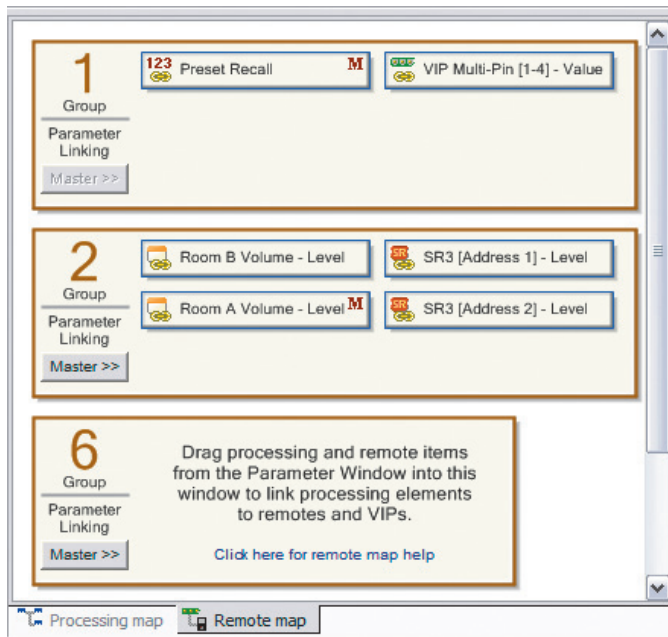 1
Group
Parameter
Linking
Master >>
123 Preset Recall M
VIP Multi-Pin [1-4] - Value
2
Group
Parameter
Linking
Master >>
Room B Volume - Level
SR SR3 [Address 1] - Level
Room A Volume - Level M
SR SR3 [Address 2] - Level
6
Group
Parameter
Linking
Master >>
Drag processing and remote items
from the Parameter Window into this
window to link processing elements
to remotes and VIPs.
Click here for remote map help
Processing map
Remote map